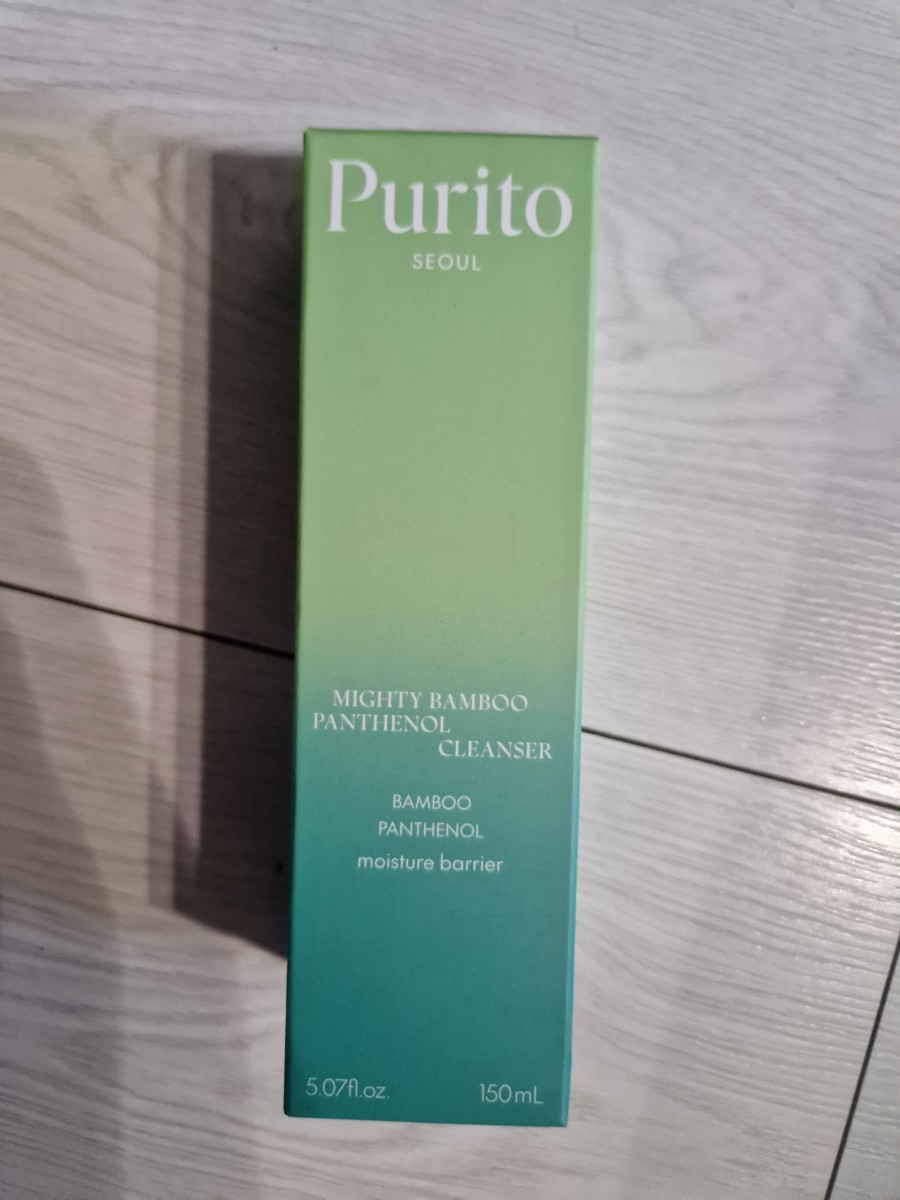 Purito
SEOUL
MIGHTY BAMBOO
PANTHENOL
CLEANSER
BAMBOO
PANTHENOL
moisture barrier
5.07fl.oz. 150mL